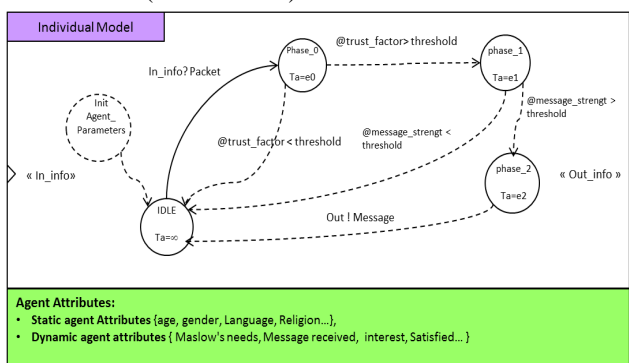 Individual Model
Phase_0
Ta=e0
@trust_factor> threshold
phase_1
Ta=e1
In_info? Packet
Init
Agent_
Parameters
@trust_factor < threshold
@message_strengt <
threshold
@message_strengt >
threshold
« In_info»
phase_2
Ta=e2
« Out_info »
IDLE
Ta=∞
Out ! Message
Agent Attributes:
• Static agent Attributes {age, gender, Language, Religion...},
• Dynamic agent attributes { Maslow's needs, Message received, interest, Satisfied... }